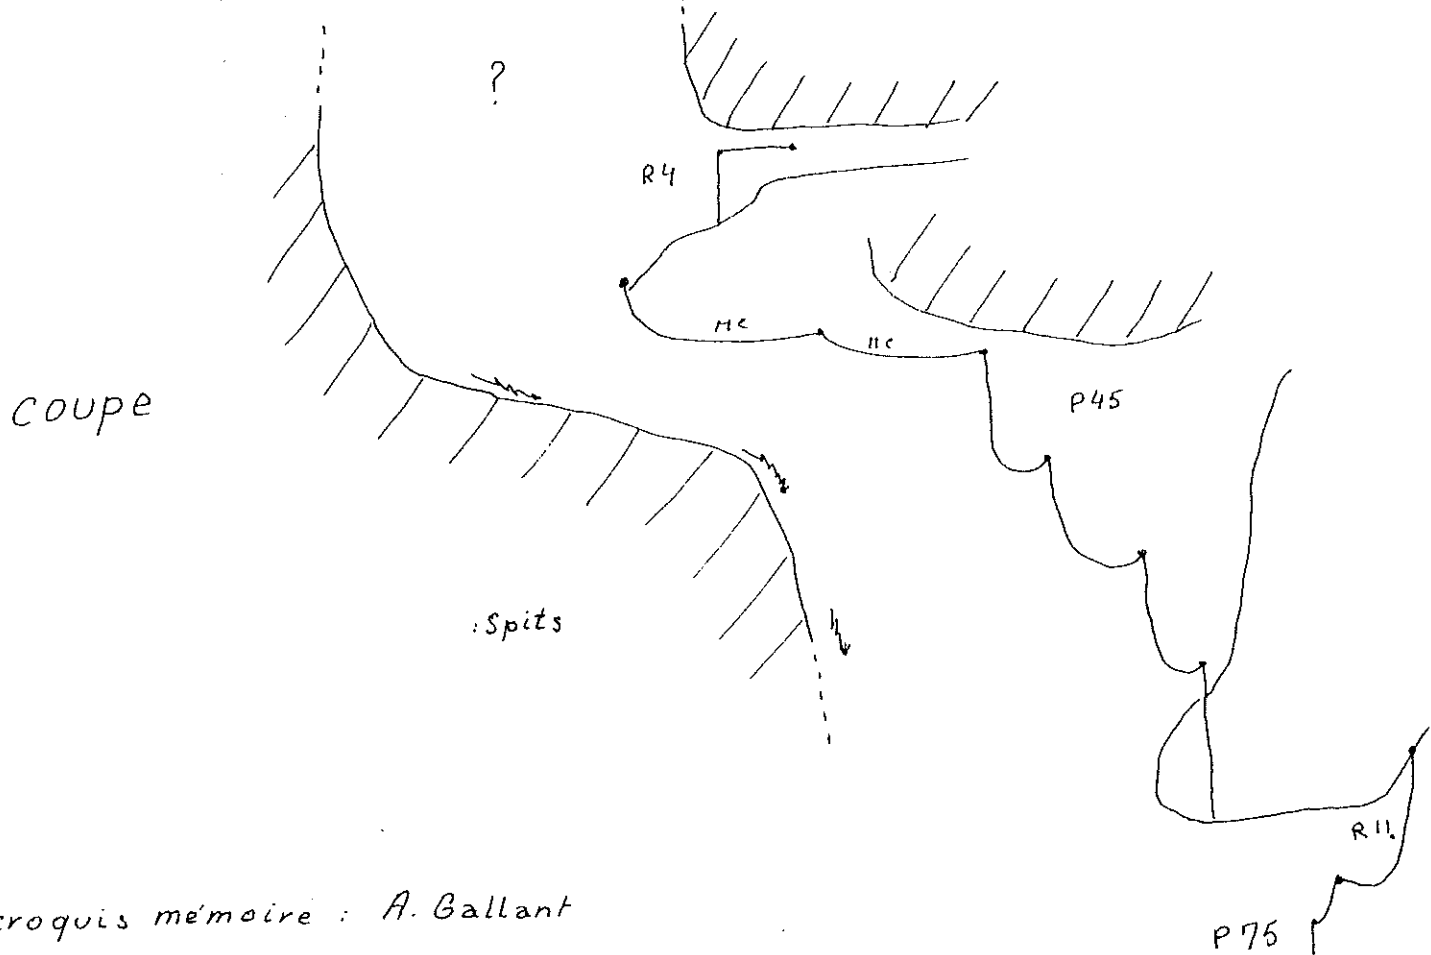 ?
R4
MC
MC
P45
coupe
:Spits
R11.
croquis mémoire : A. Gallant
P75